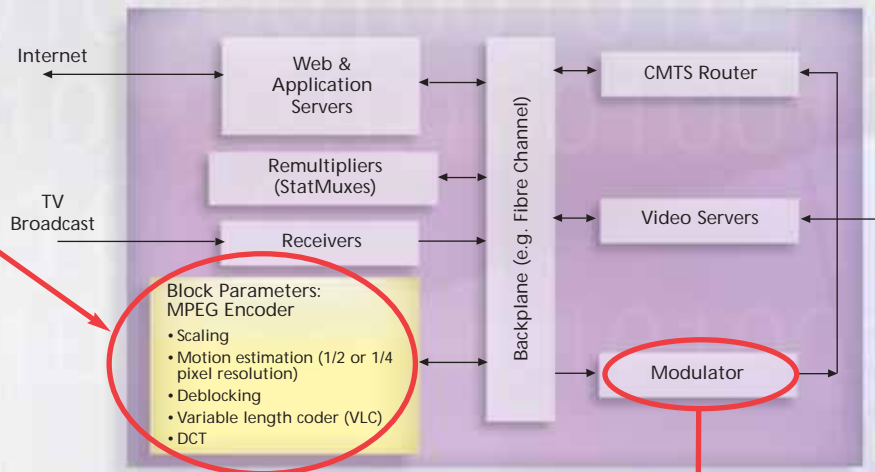 Internet
Web &
Application
Servers
Remultipliers
(StatMuxes)
TV
Broadcast
Receivers
Block Parameters:
MPEG Encoder
• Scaling
• Motion estimation (1/2 or 1/4
pixel resolution)
• Deblocking
• Variable length coder (VLC)
• DCT
Backplane (e.g. Fibre Channel)
CMTS Router
Video Servers
Modulator